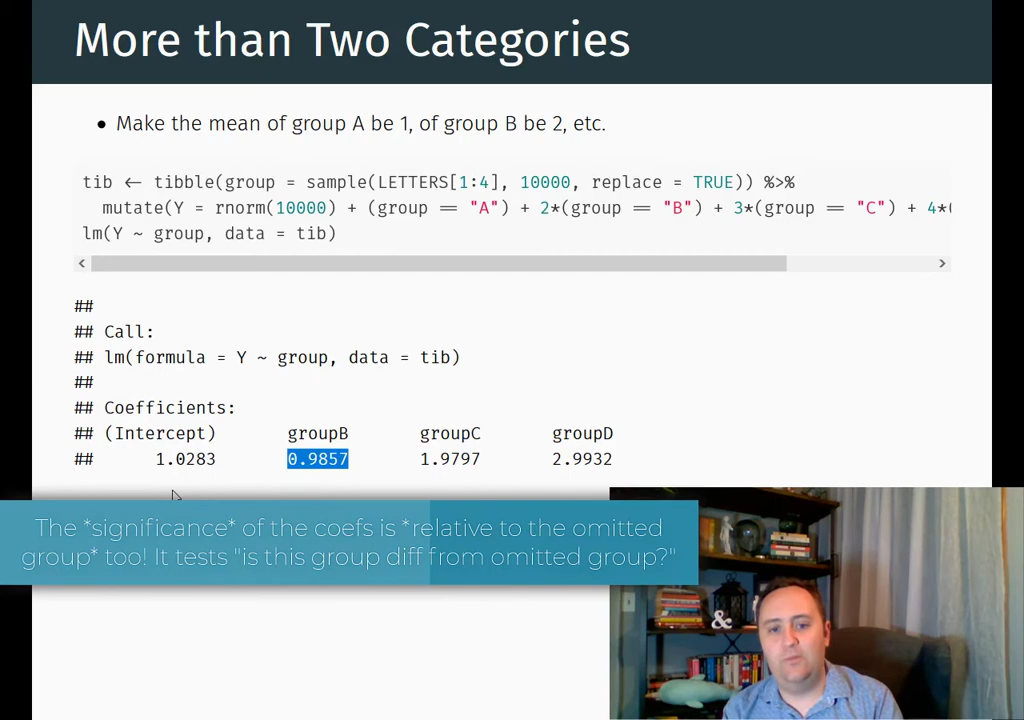 More than Two Categories
• Make the mean of group A be 1, of group B be 2, etc.
tib ← tibble(group = sample(LETTERS[1:4], 10000, replace = TRUE)) %>%
mutate(Y = rnorm(10000) + (group == "A") + 2*(group == "B") + 3*(group == "C") + 4*(
lm(Y ~ group, data = tib)
##
## Call:
## lm(formula = Y ~ group, data = tib)
##
## Coefficients:
## (Intercept) groupB groupC groupD
## 1.0283 0.9857 1.9797 2.9932
The *significance* of the coefs is *relative to the omitted
group* too! It tests "is this group diff from omitted group?"
&